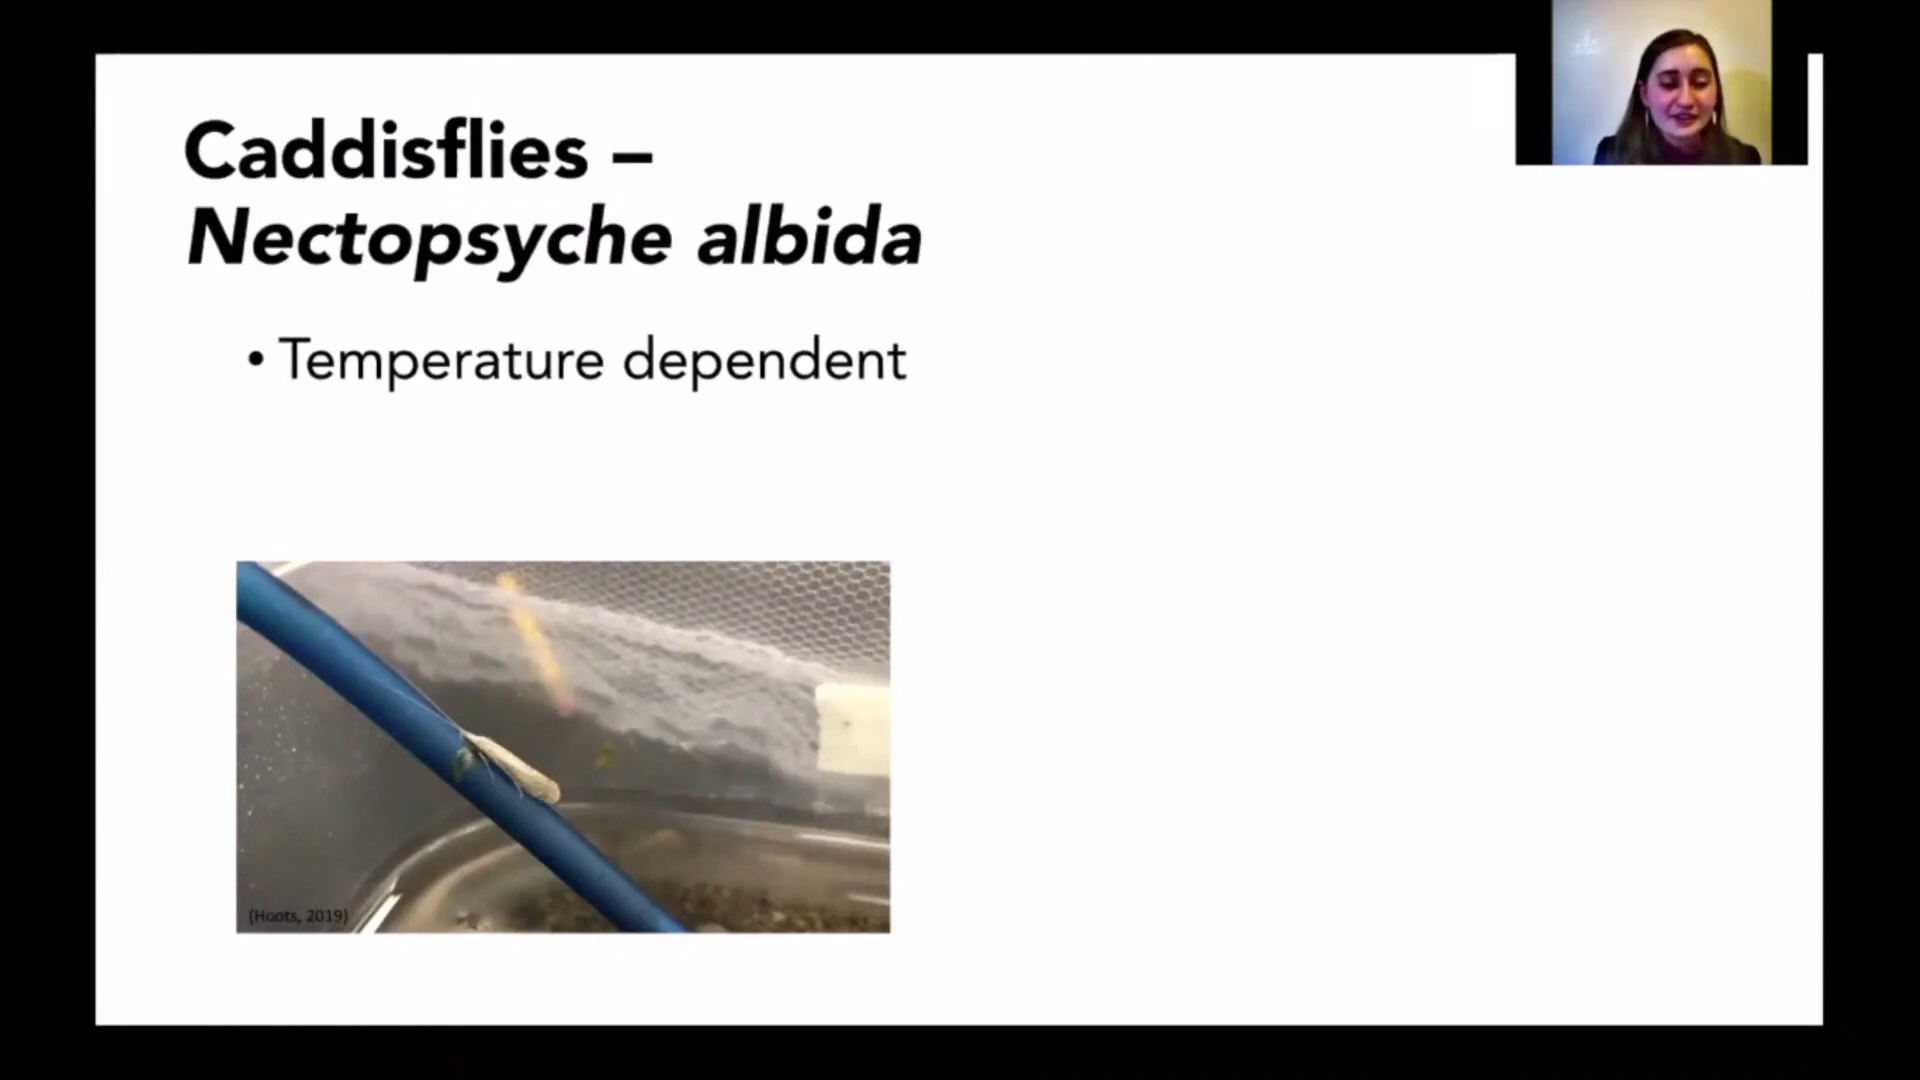 Caddisflies –
Nectopsyche albida
• Temperature dependent
(Hoots, 2019)